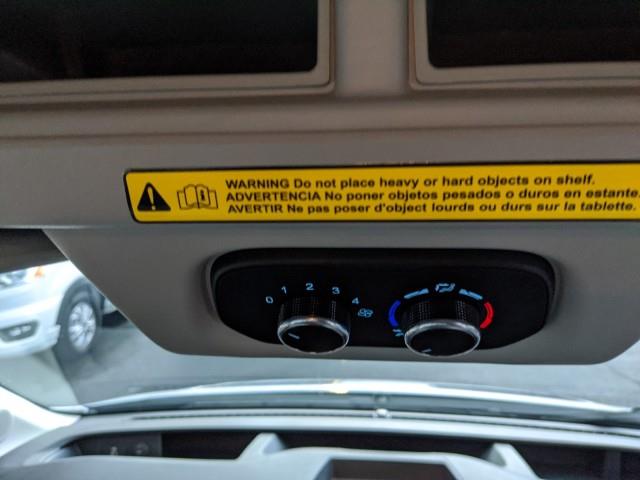 WARNING Do not place heavy or hard objects on shelf.
ADVERTENCIA No poner objetos pesados o duros en estante.
AVERTIR Ne pas poser d'object lourds ou durs sur la tablette.
0 1 2 3 4